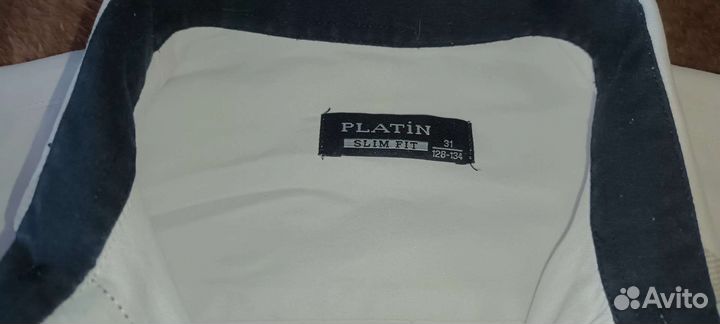 PLATİN
SLIM FIT
31
128-134
Avito